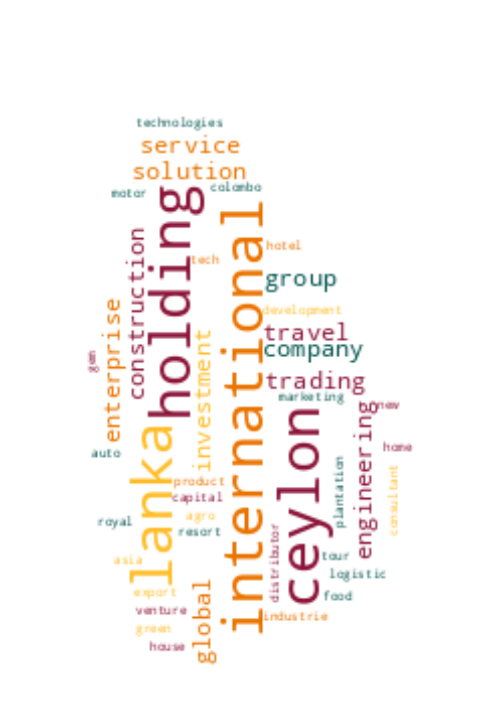 technologies
service
solution
motor
colombo
holding
international
construction
hotel
tech
group
enterprise
development
travel
company
investment
gem
trading
marketing
new
lanka
ceylon
engineering
home
auto
product
capital
plantation
consultant
agro
royal
resort
distributor
asia
tour
logistic
export
food
venture
global
industrie
green
house